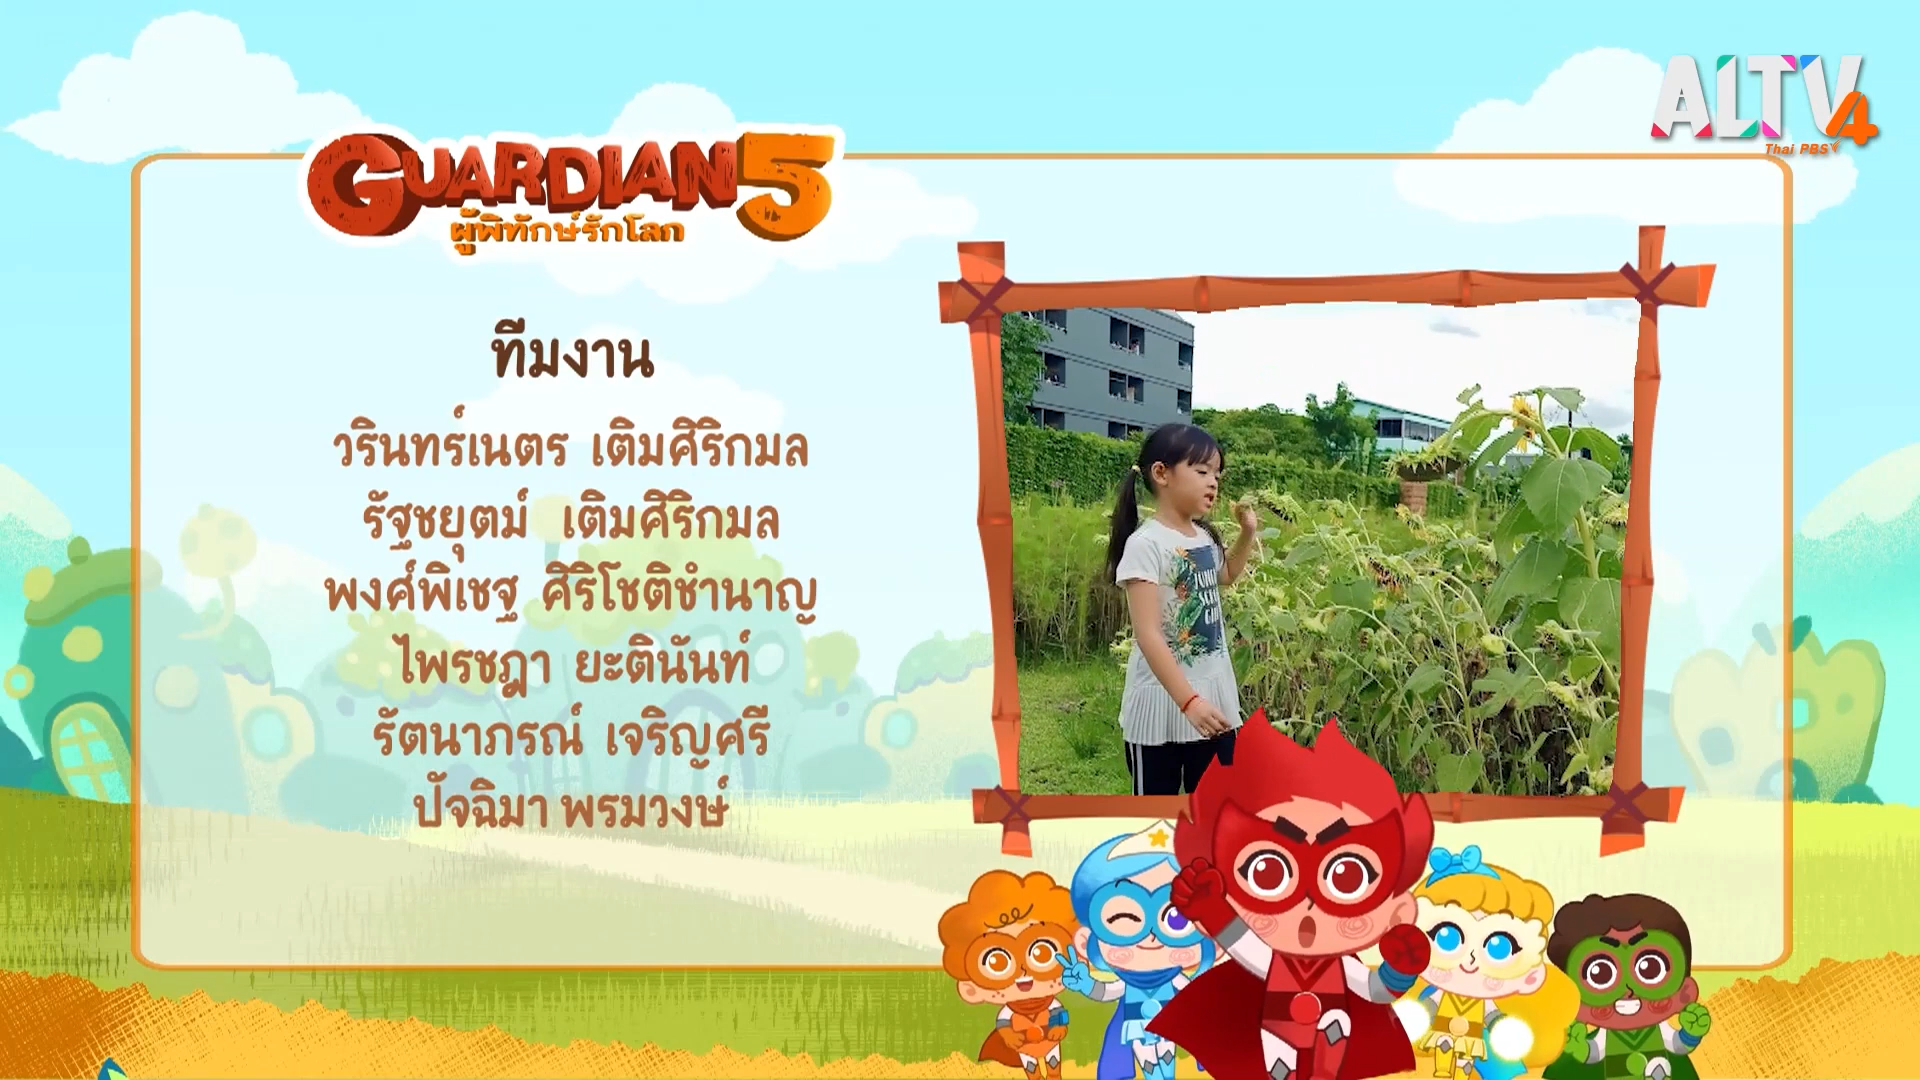 ALTV4
Thai PBS
GUARDIAN 5
ผู้พิทักษ์รักโลก
ทีมงาน
วรินทร์เนตร เติมศิริกมล
รัฐชยุตม์ เติมศิริกมล
พงศ์พิเชฐ ศิริโชติชำนาญ
ไพรชฎา ยะตินันท์
รัตนาภรณ์ เจริญศรี
ปัจฉิมา พรมวงษ์